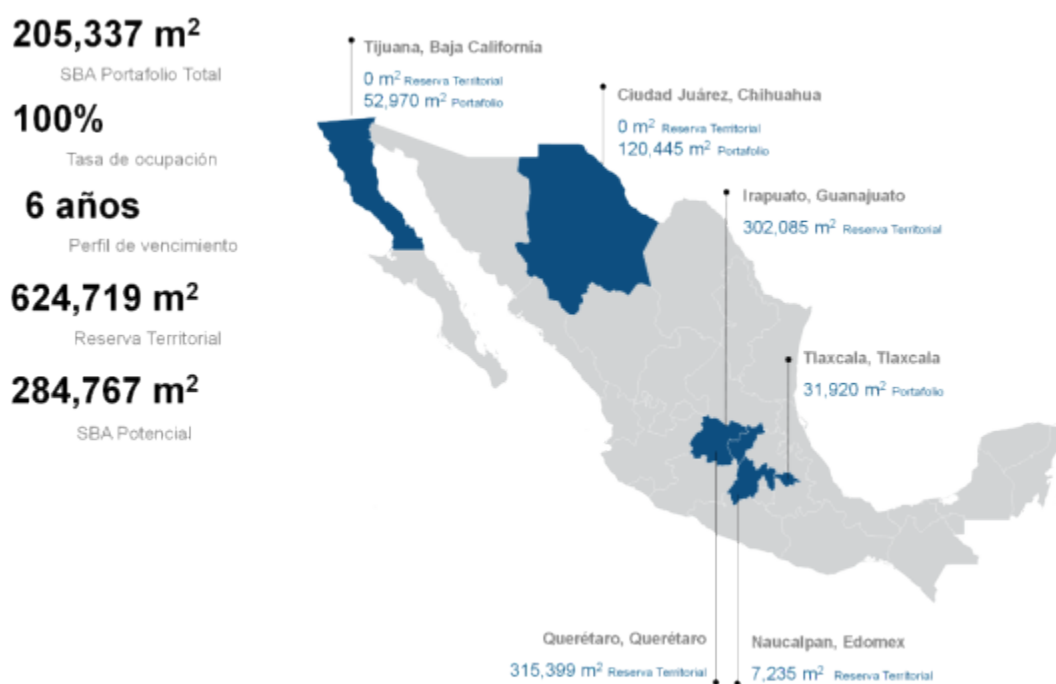 205,337 m²
SBA Portafolio Total
100%
Tasa de ocupación
6 años
Perfil de vencimiento
624,719 m²
Reserva Territorial
284,767 m²
SBA Potencial
Tijuana, Baja California
0 m² Reserva Territorial
52,970 m² Portafolio
Ciudad Juárez, Chihuahua
0 m² Reserva Territorial
120,445 m² Portafolio
Irapuato, Guanajuato
302,085 m² Reserva Territorial
Tlaxcala, Tlaxcala
31,920 m² Portafolio
Querétaro, Querétaro
315,399 m² Reserva Territorial
Naucalpan, Edomex
7,235 m² Reserva Territorial